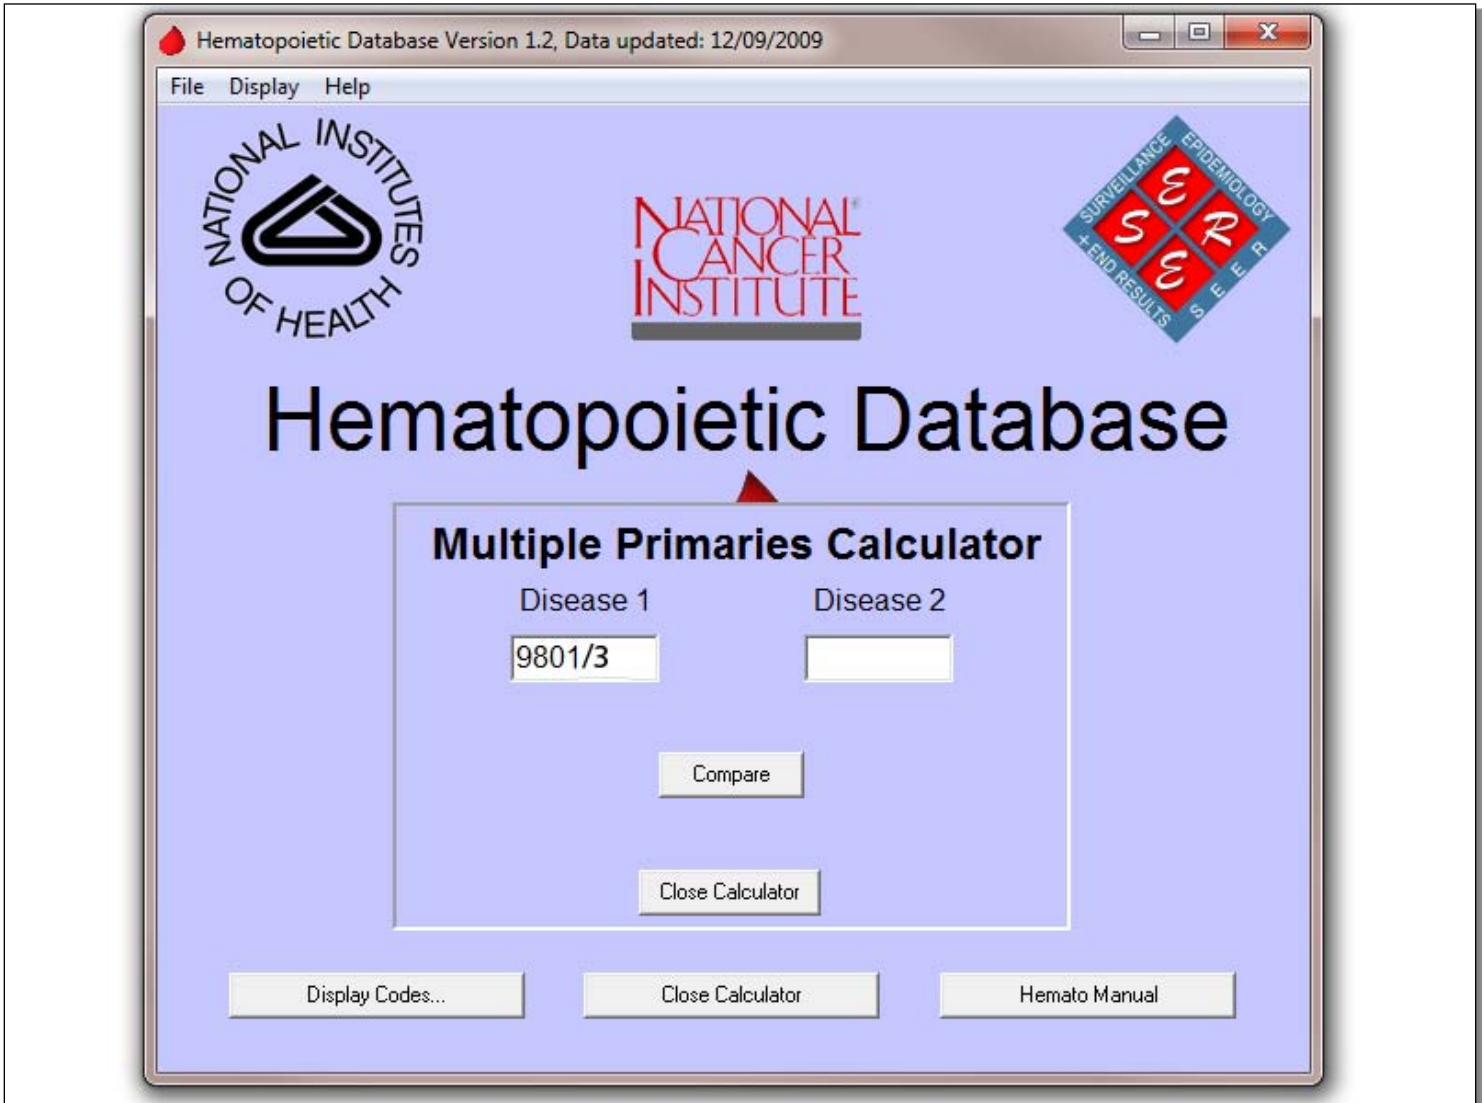 Hematopoietic Database Version 1.2, Data updated: 12/09/2009
File Display Help
NATIONAL INSTITUTES
OF HEALTH
NATIONAL
CANCER
INSTITUTE
SURVEILLANCE
EPIDEMIOLOGY
+ END RESULTS
SEER
S E E R
Hematopoietic Database
Multiple Primaries Calculator
Disease 1 Disease 2
9801/3
Compare
Close Calculator
Display Codes... Close Calculator Hemato Manual